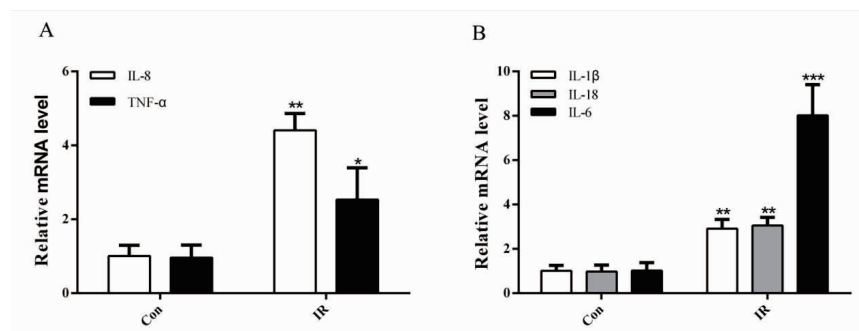 A
IL-8
TNF-α
Relative mRNA level
6
4
2
0
**
*
Con
IR
B
IL-1β
IL-18
IL-6
Relative mRNA level
10
8
6
4
2
0
**
**
***
Con
IR